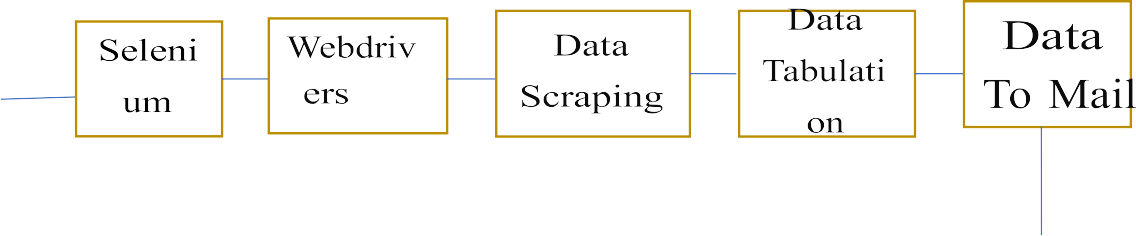 Seleni
um
Webdriv
ers
Data
Scraping
Data
Tabulati
on
Data
To Mail